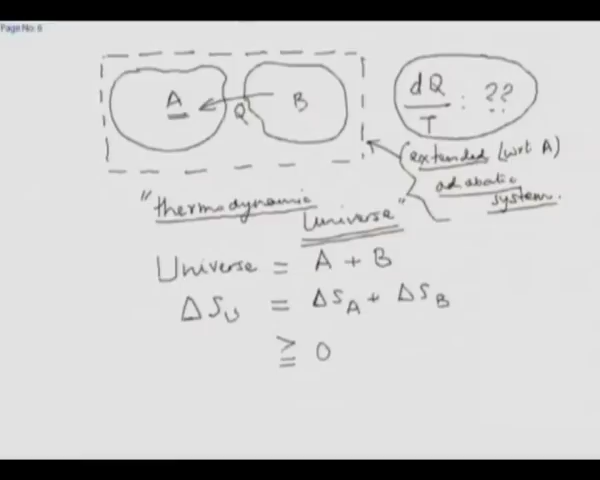 Page No: 6
A
Q
B
dQ/T : ??
extended (wrt A)
adiabatic
system.
"thermodynamic
Universe"
Universe = A + B
ΔS_U = ΔS_A + ΔS_B
≧ 0